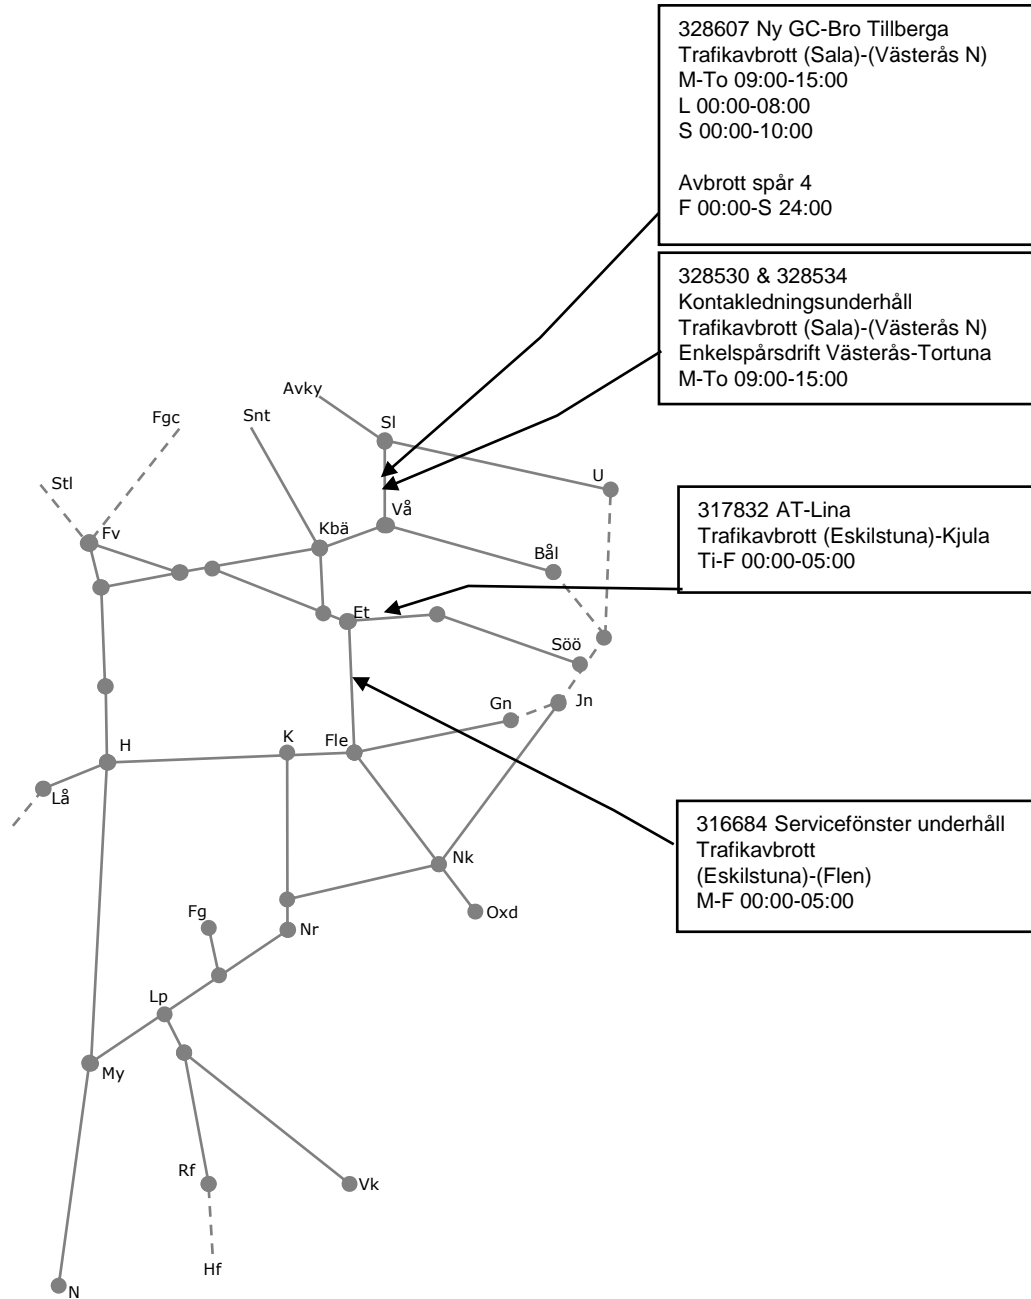 328607 Ny GC-Bro Tillberga
Trafikavbrott (Sala)-(Västerås N)
M-To 09:00-15:00
L 00:00-08:00
S 00:00-10:00
Avbrott spår 4
F 00:00-S 24:00
328530 & 328534
Kontakledningsunderhåll
Trafikavbrott (Sala)-(Västerås N)
Enkelspårsdrift Västerås-Tortuna
M-To 09:00-15:00
Avky
Fgc
Snt
Sl
U
Stl
Vå
Fv
Kbä
Bål
317832 AT-Lina
Trafikavbrott (Eskilstuna)-Kjula
Ti-F 00:00-05:00
Et
Söö
Jn
Gn
H
K
Fle
Lå
316684 Servicefönster underhåll
Trafikavbrott
(Eskilstuna)-(Flen)
M-F 00:00-05:00
Nk
Oxd
Fg
Nr
Lp
My
Rf
Vk
Hf
N